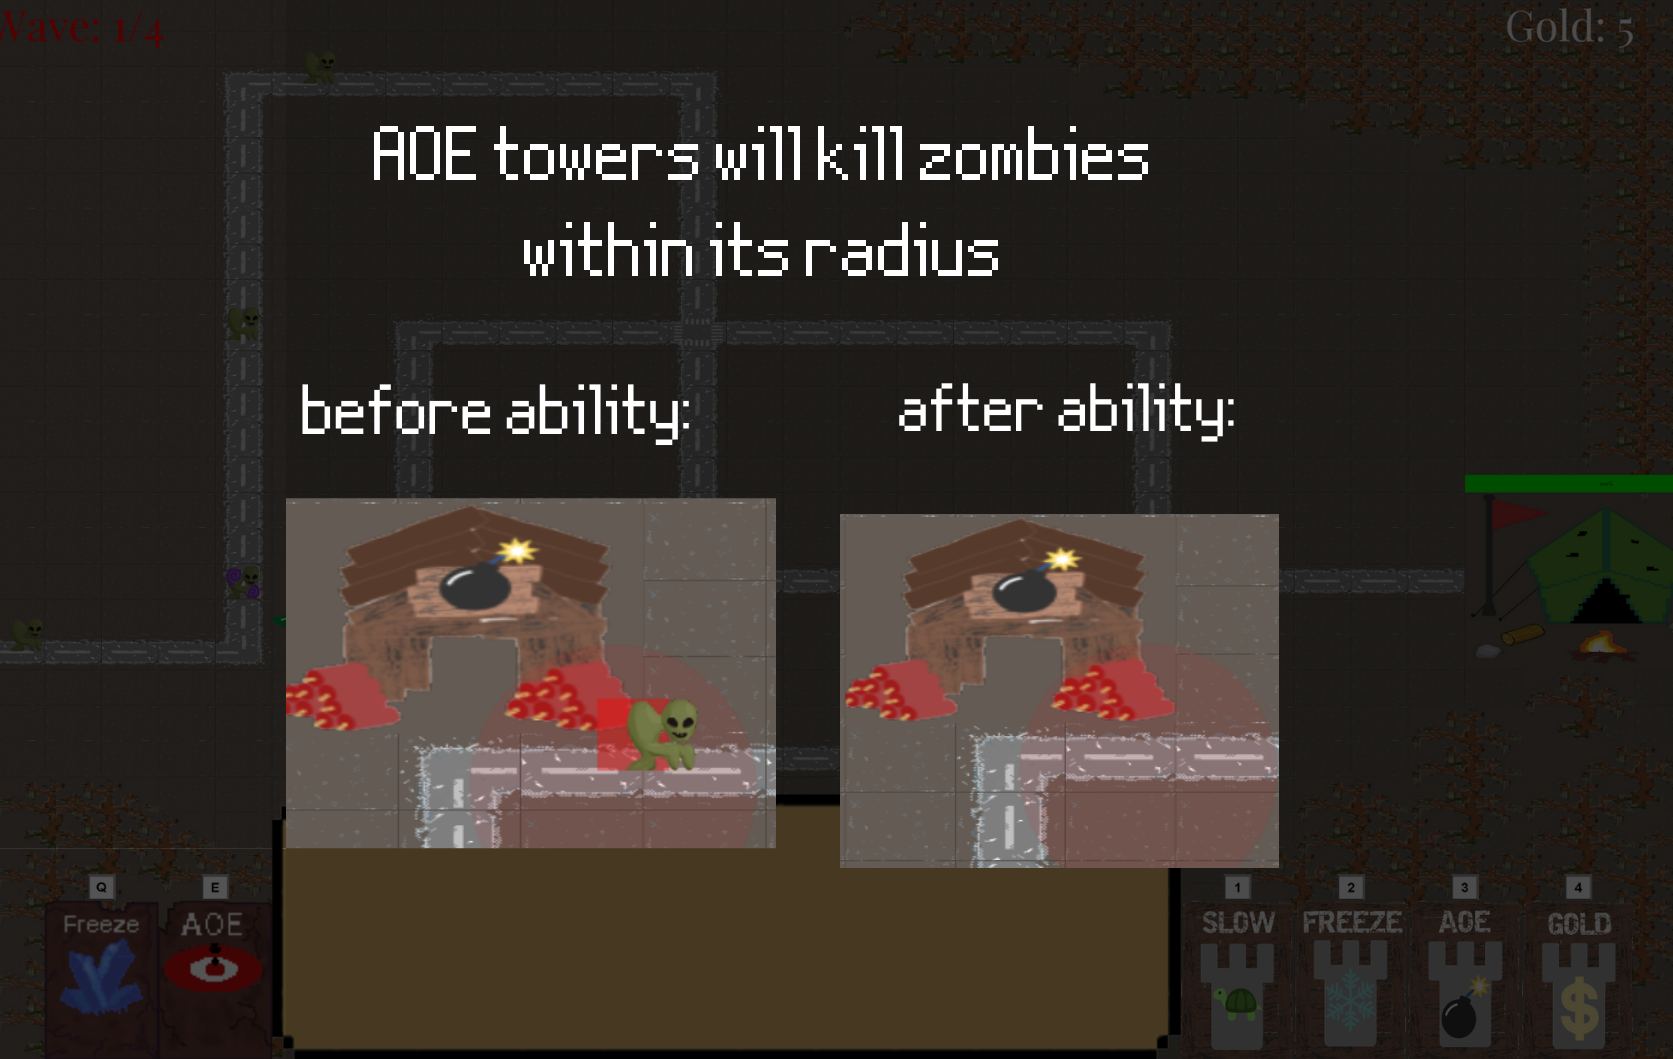 Wave: 1/4
Gold: 5
AOE towers will kill zombies
within its radius
before ability:
after ability:
Q
E
1
2
3
4
Freeze
AOE
SLOW
FREEZE
AOE
GOLD
$